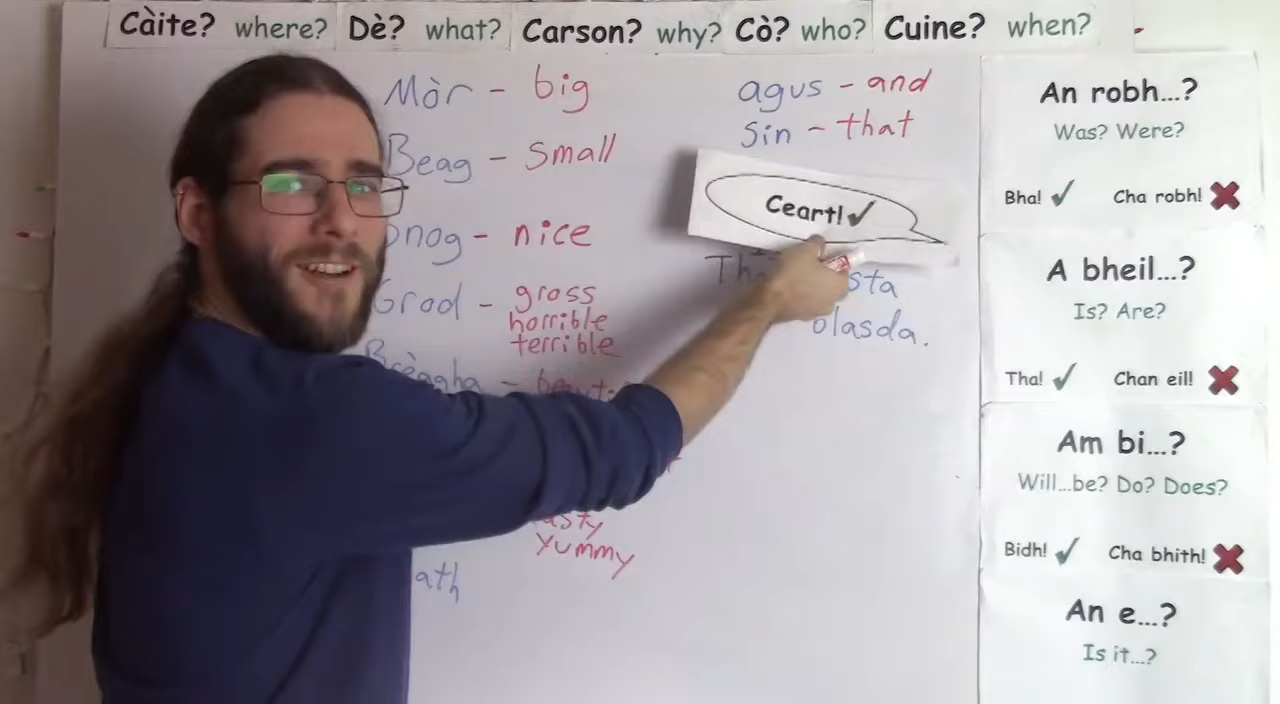 Càite? where? Dè? what? Carson? why? Cò? who? Cuine? when?
Mòr - big
Beag - small
Snog - nice
Grod - gross
horrible
terrible
Brèagha -
yummy
agus - and
Sin - that
Ceart!
An robh...?
Was? Were?
Bha! Cha robh!
A bheil...?
Is? Are?
Tha! Chan eil!
Am bi...?
Will...be? Do? Does?
Bidh! Cha bhith!
An e...?
Is it...?